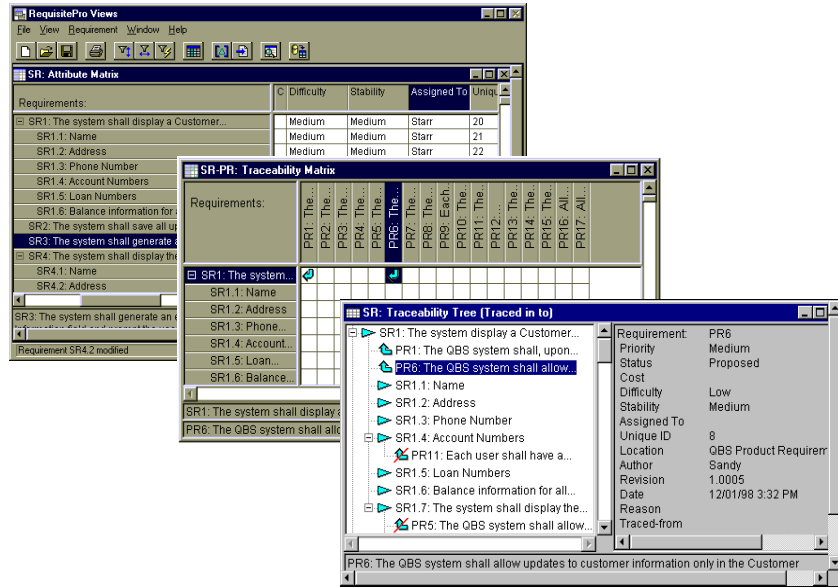 RequisitePro Views
File View Requirement Window Help
SR: Attribute Matrix
Requirements:
C Difficulty Stability Assigned To Uniqu
SR1: The system shall display a Customer...
Medium Medium Starr 20
SR1.1: Name
Medium Medium Starr 21
SR1.2: Address
Medium Medium Starr 22
SR1.3: Phone Number
SR1.4: Account Numbers
SR1.5: Loan Numbers
SR1.6: Balance information for
SR2: The system shall save all up
SR3: The system shall generate a
SR4: The system shall display the
SR4.1: Name
SR4.2: Address
SR3: The system shall generate an e
Requirement SR4.2 modified
SR-PR: Traceability Matrix
Requirements:
PR1: The...
PR2: The...
PR3: The...
PR4: The...
PR5: The...
PR6: The...
PR7: The...
PR8: The...
PR9: Each...
PR10: The...
PR11: The...
PR12:...
PR13: The...
PR14: The...
PR15: The...
PR16: All...
PR17: All...
SR1: The system...
SR1.1: Name
SR1.2: Address
SR1.3: Phone...
SR1.4: Account...
SR1.5: Loan...
SR1.6: Balance...
SR1: The system shall display
PR6: The QBS system shall allo
SR: Traceability Tree (Traced in to)
SR1: The system display a Customer...
PR1: The QBS system shall, upon...
PR6: The QBS system shall allow...
SR1.1: Name
SR1.2: Address
SR1.3: Phone Number
SR1.4: Account Numbers
PR11: Each user shall have a...
SR1.5: Loan Numbers
SR1.6: Balance information for all...
SR1.7: The system shall display the...
PR5: The QBS system shall allow...
Requirement: PR6
Priority Medium
Status Proposed
Cost
Difficulty Low
Stability Medium
Assigned To
Unique ID 8
Location QBS Product Requirem
Author Sandy
Revision 1.0005
Date 12/01/98 3:32 PM
Reason
Traced-from
PR6: The QBS system shall allow updates to customer information only in the Customer